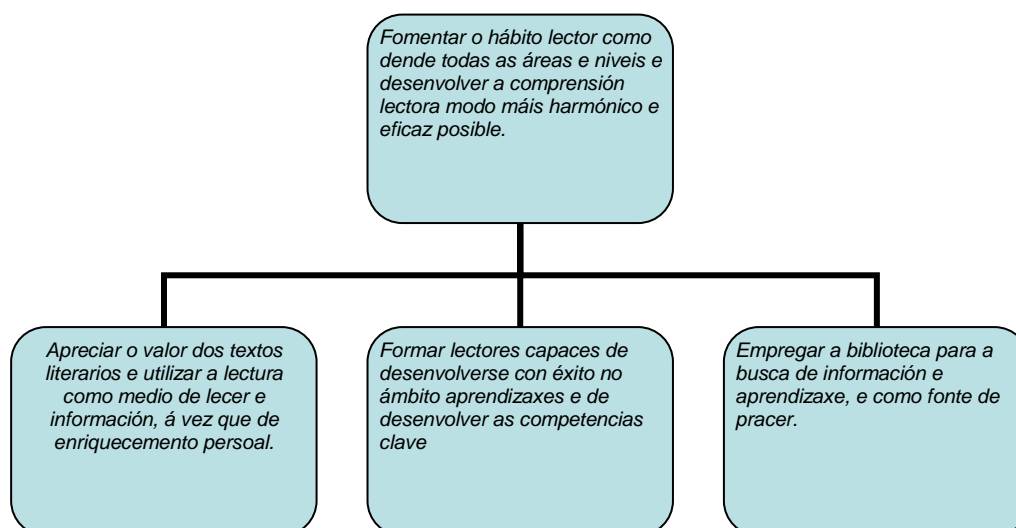 Fomentar o hábito lector como
dende todas as áreas e niveis e
desenvolver a comprensión
lectora modo máis harmónico e
eficaz posible.
Apreciar o valor dos textos
literarios e utilizar a lectura
como medio de lecer e
información, á vez que de
enriquecemento persoal.
Formar lectores capaces de
desenvolverse con éxito no
ámbito aprendizaxes e de
desenvolver as competencias
clave
Empregar a biblioteca para a
busca de información e
aprendizaxe, e como fonte de
pracer.